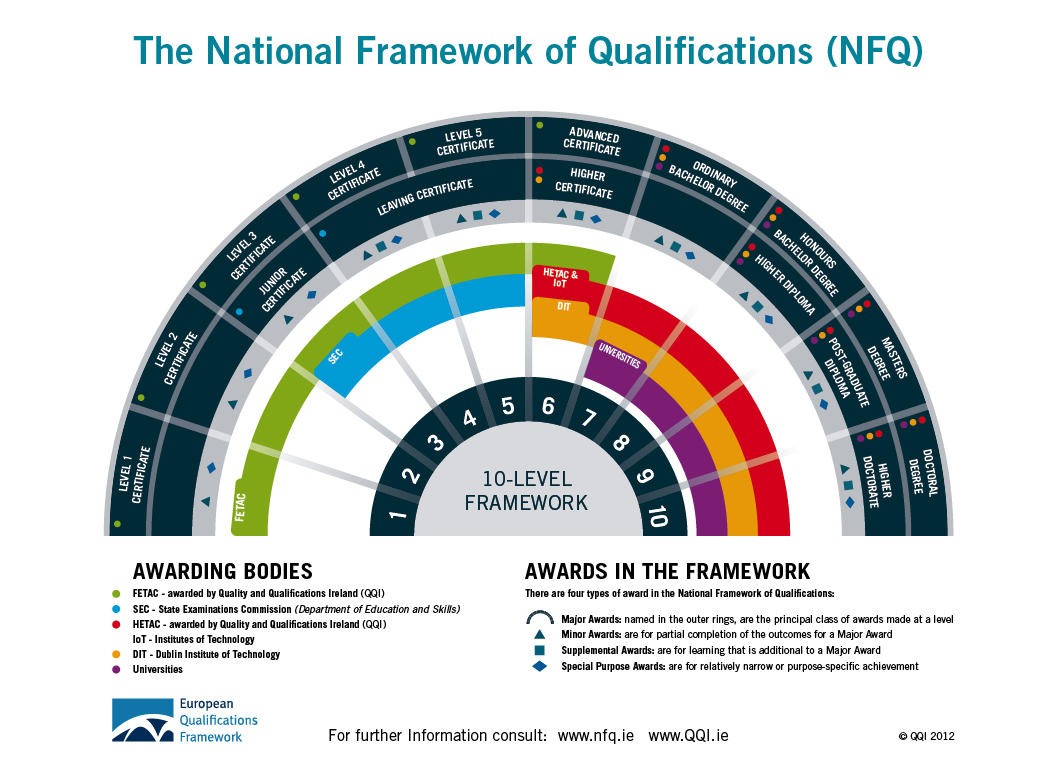 The National Framework of Qualifications (NFQ)
LEVEL 1
CERTIFICATE
LEVEL 2
CERTIFICATE
LEVEL 3
CERTIFICATE
LEVEL 4
CERTIFICATE
LEVEL 5
CERTIFICATE
ADVANCED
CERTIFICATE
ORDINARY
BACHELOR DEGREE
HONOURS
BACHELOR DEGREE
MASTERS
DEGREE
DOCTORAL
DEGREE
JUNIOR
CERTIFICATE
LEAVING CERTIFICATE
HIGHER
CERTIFICATE
HIGHER DIPLOMA
POST-GRADUATE
DIPLOMA
HIGHER
DOCTORATE
FETAC
SEC
HETAC &
IoT
DIT
UNVERSITIES
1
2
3
4
5
6
7
8
9
10
10-LEVEL
FRAMEWORK
AWARDING BODIES
FETAC - awarded by Quality and Qualifications Ireland (QQI)
SEC - State Examinations Commission (Department of Education and Skills)
HETAC - awarded by Quality and Qualifications Ireland (QQI)
IoT - Institutes of Technology
DIT - Dublin Institute of Technology
Universities
AWARDS IN THE FRAMEWORK
There are four types of award in the National Framework of Qualifications:
Major Awards: named in the outer rings, are the principal class of awards made at a level
Minor Awards: are for partial completion of the outcomes for a Major Award
Supplemental Awards: are for learning that is additional to a Major Award
Special Purpose Awards: are for relatively narrow or purpose-specific achievement
European
Qualifications
Framework
For further Information consult: www.nfq.ie www.QQI.ie
© QQI 2012